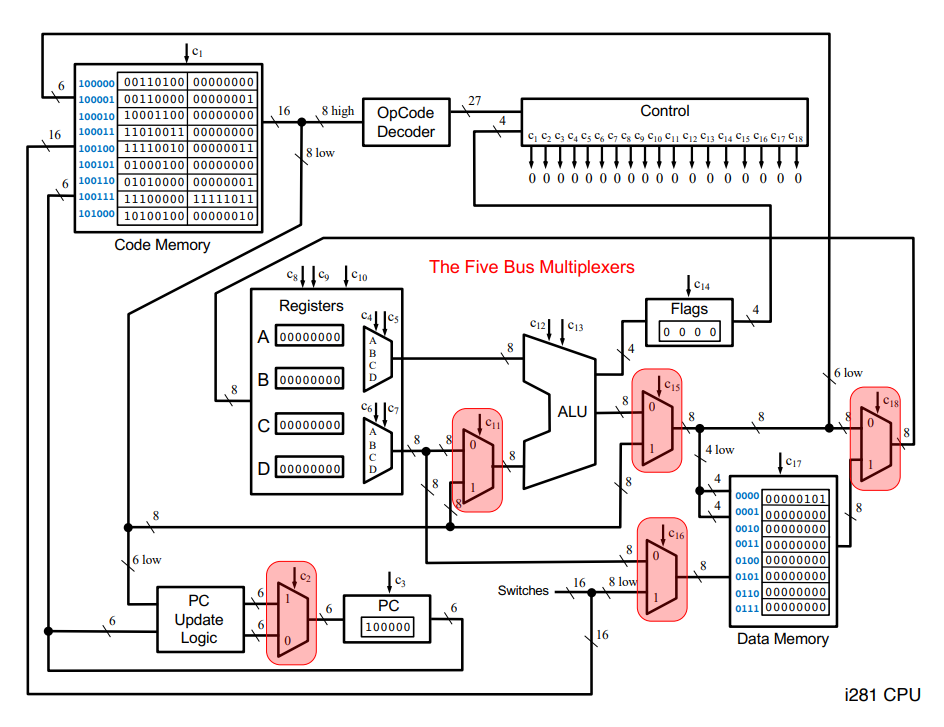 c1
6
100000 00110100 00000000
100001 00110000 00000001
100010 10001100 00000000
100011 11010011 00000000
100100 11110010 00000011
100101 01000100 00000000
100110 01010000 00000001
100111 11100000 11111011
101000 10100100 00000010
16
6
Code Memory
16
8 high
8 low
OpCode
Decoder
27
4
Control
c1 c2 c3 c4 c5 c6 c7 c8 c9 c10 c11 c12 c13 c14 c15 c16 c17 c18
0 0 0 0 0 0 0 0 0 0 0 0 0 0 0 0 0 0
The Five Bus Multiplexers
c8 c9 c10
Registers
A 00000000
B 00000000
C 00000000
D 00000000
8
c4 c5
A
B
C
D
c6 c7
A
B
C
D
8
8
8
8
c11
0
1
8
8
c12 c13
ALU
4
c14
Flags
0 0 0 0
4
8
c15
0
1
8
8
8
6 low
4 low
8
c18
0
1
8
c17
4
4
0000 00000101
0001 00000000
0010 00000000
0011 00000000
0100 00000000
0101 00000000
0110 00000000
0111 00000000
8
Data Memory
8
6 low
6
PC
Update
Logic
6
6
c2
1
0
6
c3
PC
100000
6
Switches
16
8 low
16
8
c16
0
1
8
i281 CPU